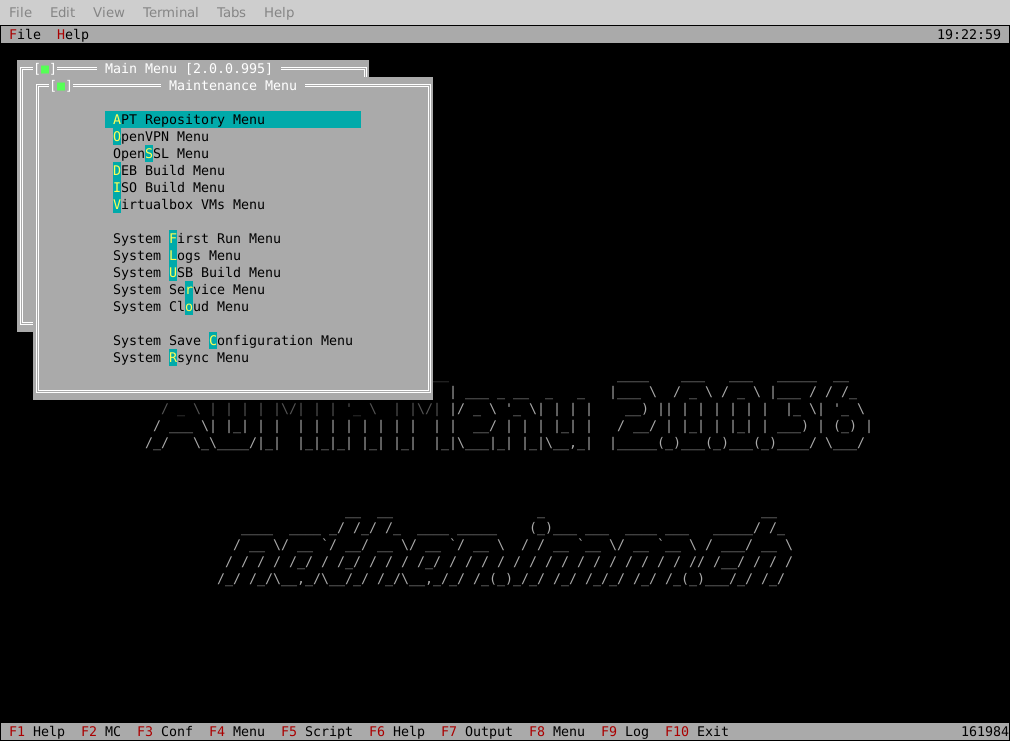 File Edit View Terminal Tabs Help
File Help 19:22:59
Main Menu [2.0.0.995]
Maintenance Menu
APT Repository Menu
OpenVPN Menu
OpenSSL Menu
DEB Build Menu
ISO Build Menu
Virtualbox VMs Menu
System First Run Menu
System Logs Menu
System USB Build Menu
System Service Menu
System Cloud Menu
System Save Configuration Menu
System Rsync Menu
F1 Help F2 MC F3 Conf F4 Menu F5 Script F6 Help F7 Output F8 Menu F9 Log F10 Exit 161984